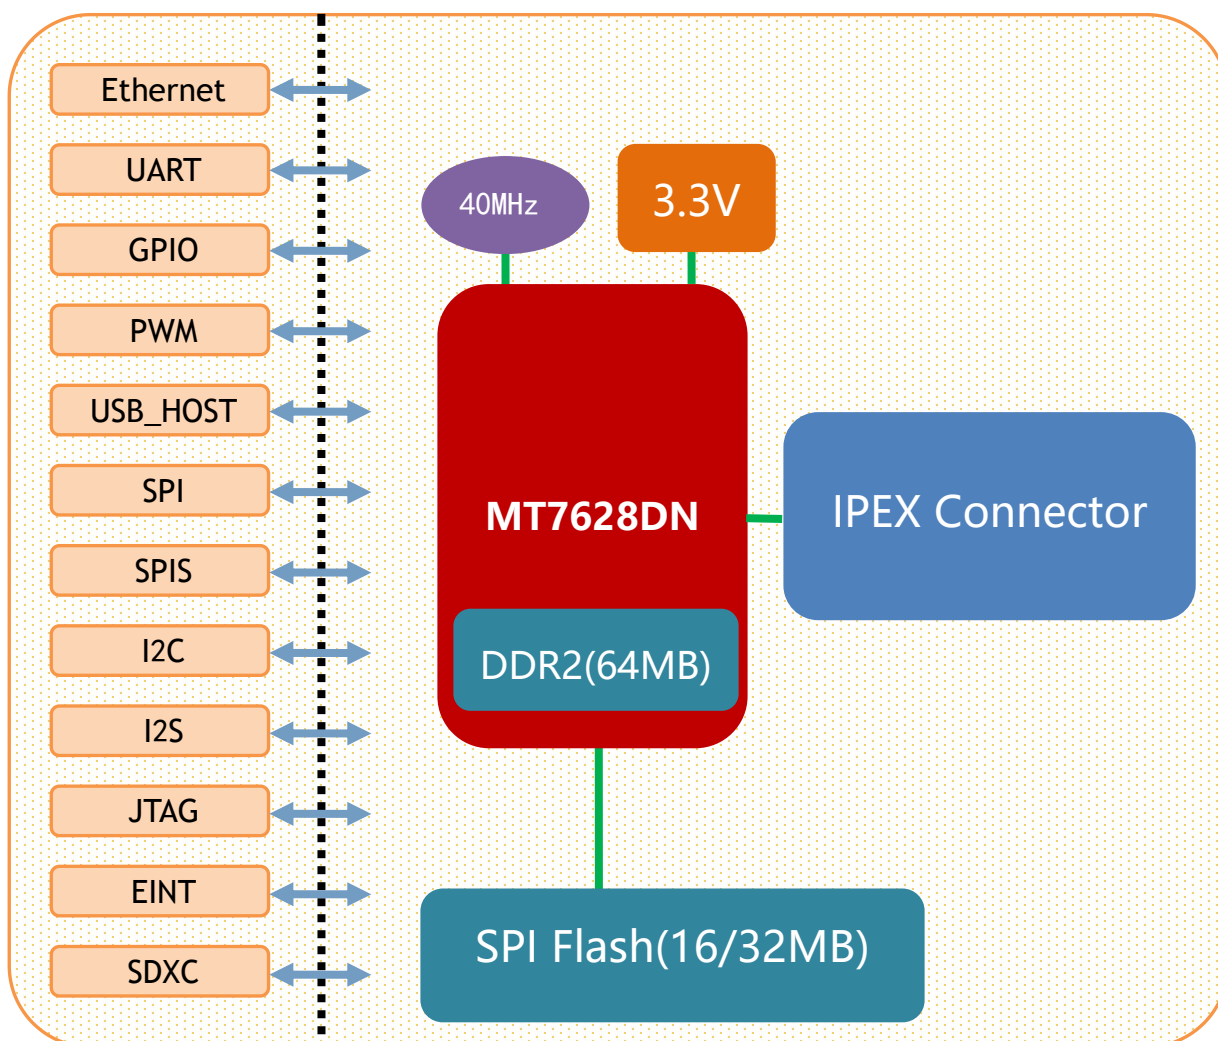 Ethernet
UART
GPIO
PWM
USB_HOST
SPI
SPIS
I2C
I2S
JTAG
EINT
SDXC
40MHz
3.3V
MT7628DN
DDR2(64MB)
IPEX Connector
SPI Flash(16/32MB)